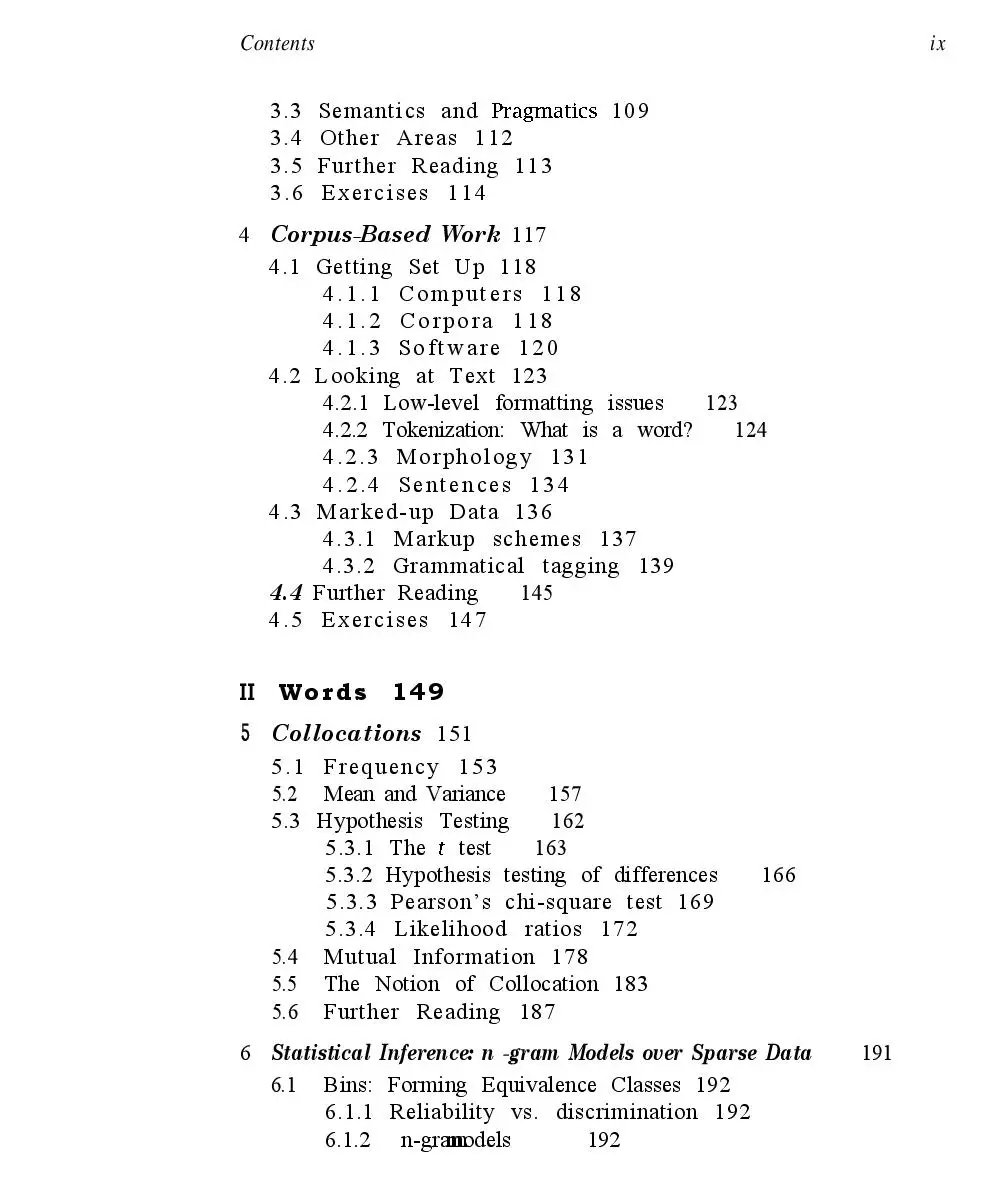 Contents ix
3.3 Semantics and Pragmatics 109
3.4 Other Areas 112
3.5 Further Reading 113
3.6 Exercises 114
4 Corpus-Based Work 117
4.1 Getting Set Up 118
4.1.1 Computers 118
4.1.2 Corpora 118
4.1.3 Software 120
4.2 Looking at Text 123
4.2.1 Low-level formatting issues 123
4.2.2 Tokenization: What is a word? 124
4.2.3 Morphology 131
4.2.4 Sentences 134
4.3 Marked-up Data 136
4.3.1 Markup schemes 137
4.3.2 Grammatical tagging 139
4.4 Further Reading 145
4.5 Exercises 147
II Words 149
5 Collocations 151
5.1 Frequency 153
5.2 Mean and Variance 157
5.3 Hypothesis Testing 162
5.3.1 The t test 163
5.3.2 Hypothesis testing of differences 166
5.3.3 Pearson's chi-square test 169
5.3.4 Likelihood ratios 172
5.4 Mutual Information 178
5.5 The Notion of Collocation 183
5.6 Further Reading 187
6 Statistical Inference: n -gram Models over Sparse Data 191
6.1 Bins: Forming Equivalence Classes 192
6.1.1 Reliability vs. discrimination 192
6.1.2 n-gram models 192